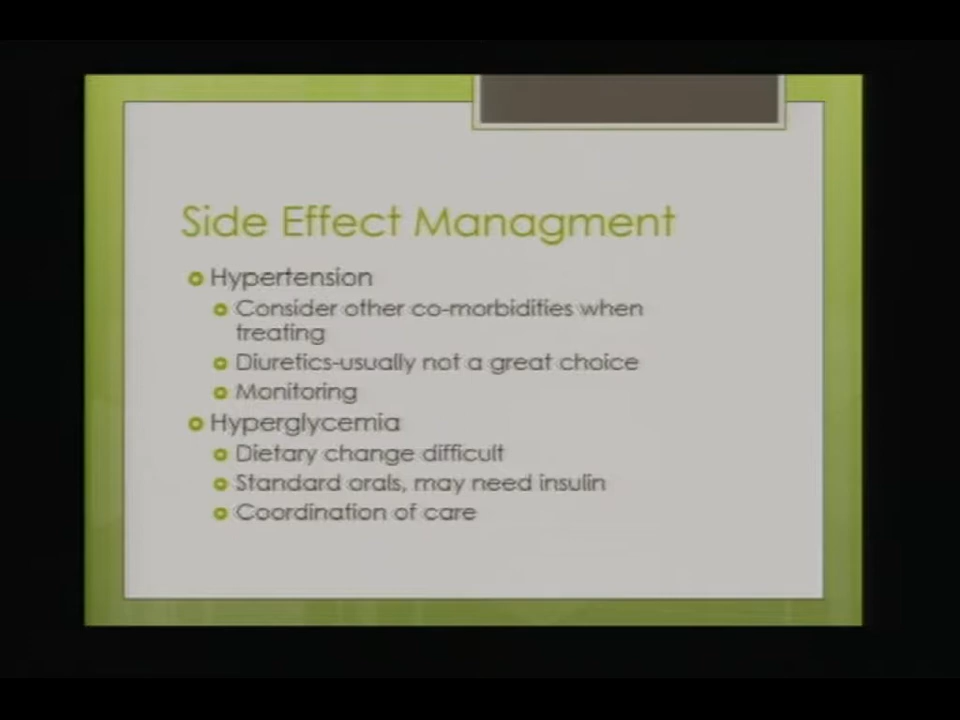 Side Effect Managment
Hypertension
Consider other co-morbidities when
treating
Diuretics-usually not a great choice
Monitoring
Hyperglycemia
Dietary change difficult
Standard orals, may need insulin
Coordination of care